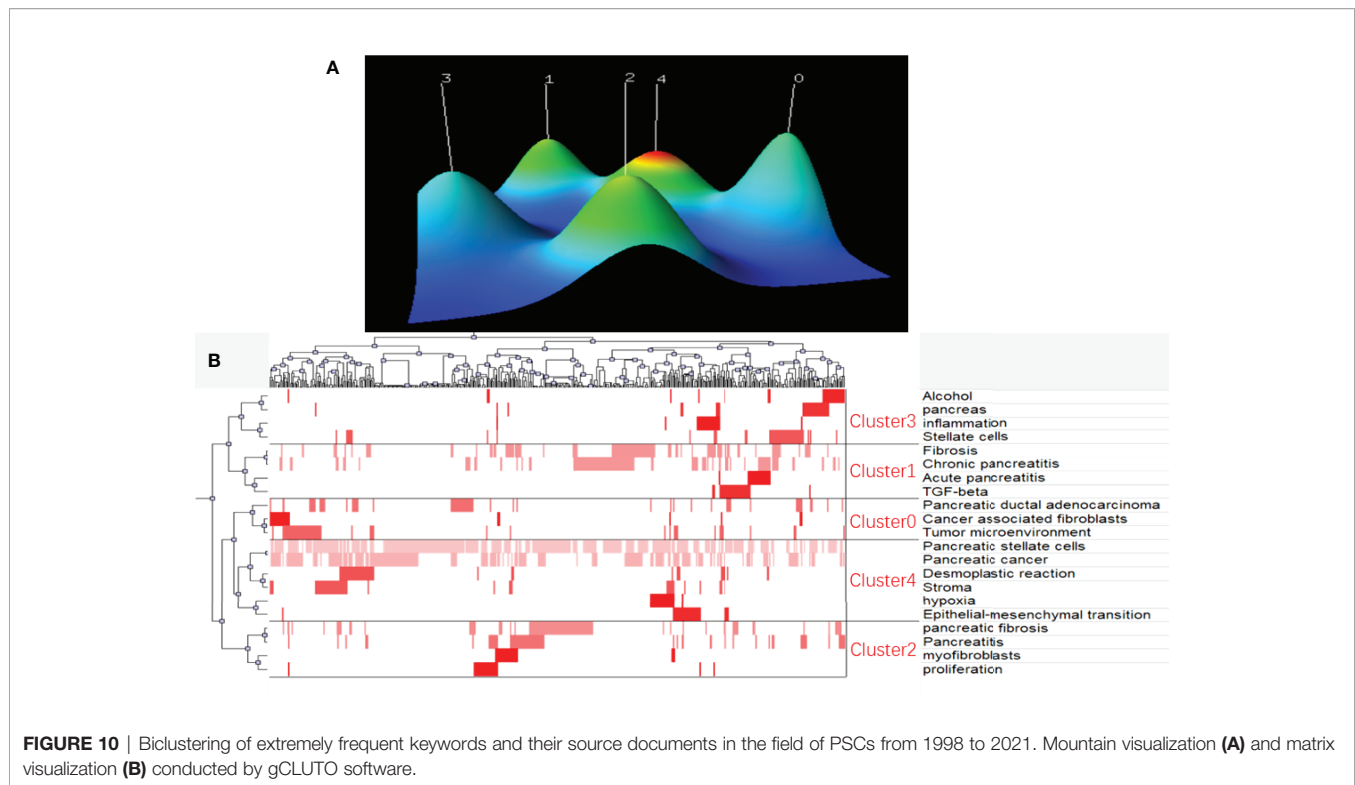 A
3 1 2 4 0
B
Cluster3
Alcohol
pancreas
inflammation
Stellate cells
Cluster1
Fibrosis
Chronic pancreatitis
Acute pancreatitis
TGF-beta
Cluster0
Pancreatic ductal adenocarcinoma
Cancer associated fibroblasts
Tumor microenvironment
Cluster4
Pancreatic stellate cells
Pancreatic cancer
Desmoplastic reaction
Stroma
hypoxia
Epithelial-mesenchymal transition
Cluster2
pancreatic fibrosis
Pancreatitis
myofibroblasts
proliferation
FIGURE 10 | Biclustering of extremely frequent keywords and their source documents in the field of PSCs from 1998 to 2021. Mountain visualization (A) and matrix
visualization (B) conducted by gCLUTO software.